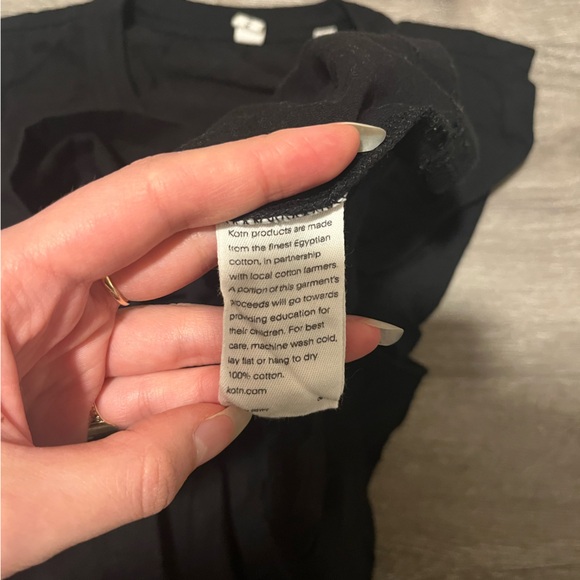 Kotn products are made
from the finest Egyptian
cotton, in partnership
with local cotton farmers.
A portion of this garment's
proceeds will go towards
providing education for
their children. For best
care, machine wash cold,
lay flat or hang to dry
100% cotton.
kotn.com